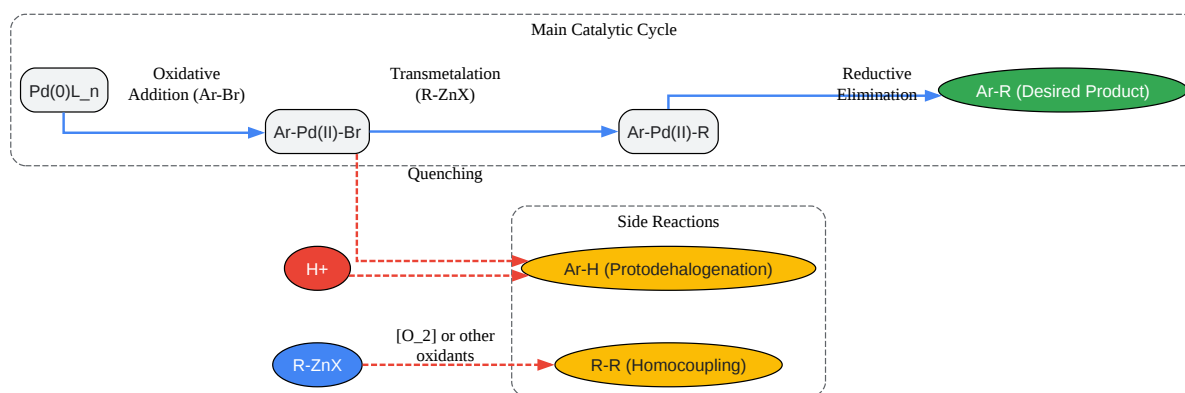 Main Catalytic Cycle
Pd(0)L_n
Oxidative
Addition (Ar-Br)
Transmetalation
(R-ZnX)
Reductive
Elimination
Ar-R (Desired Product)
Ar-Pd(II)-Br
Ar-Pd(II)-R
Quenching
Side Reactions
H+
Ar-H (Protodehalogenation)
[O_2] or other
oxidants
R-ZnX
R-R (Homocoupling)